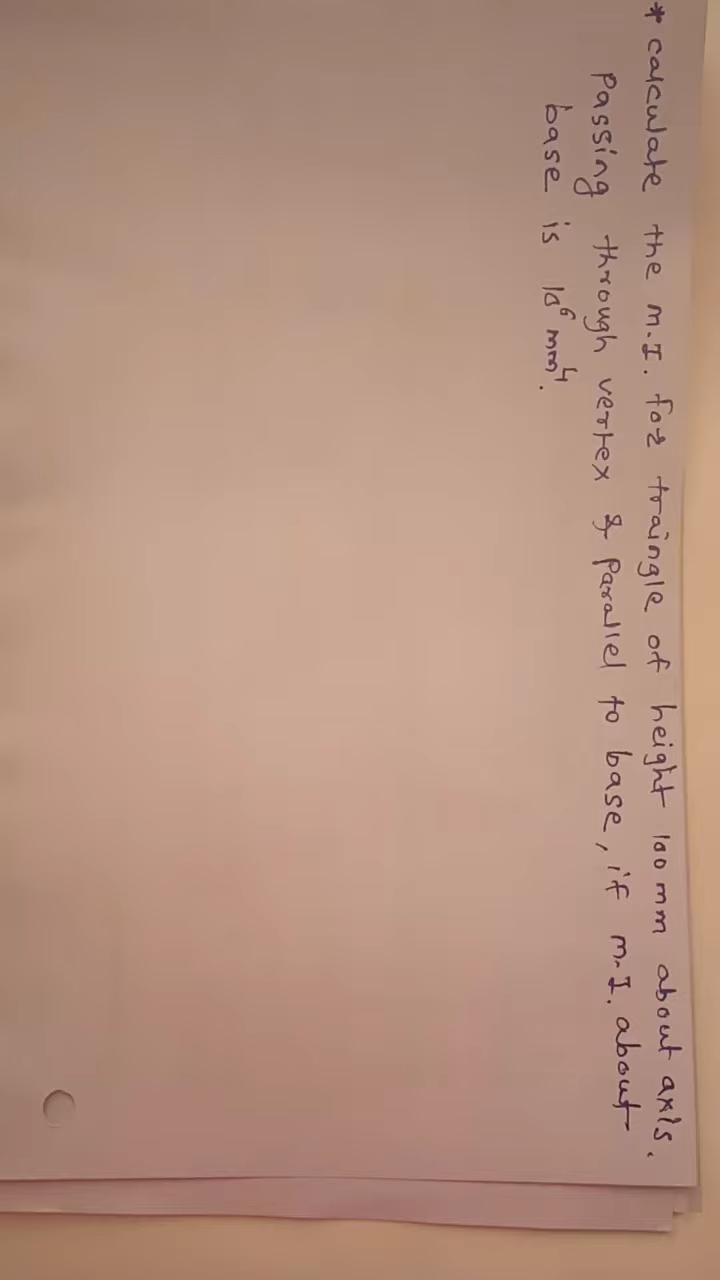 * calculate the m.I. for traingle of height 100 mm about axis.
Passing through vertex & parallel to base, if m.I. about
base is 10⁶ mm⁴.